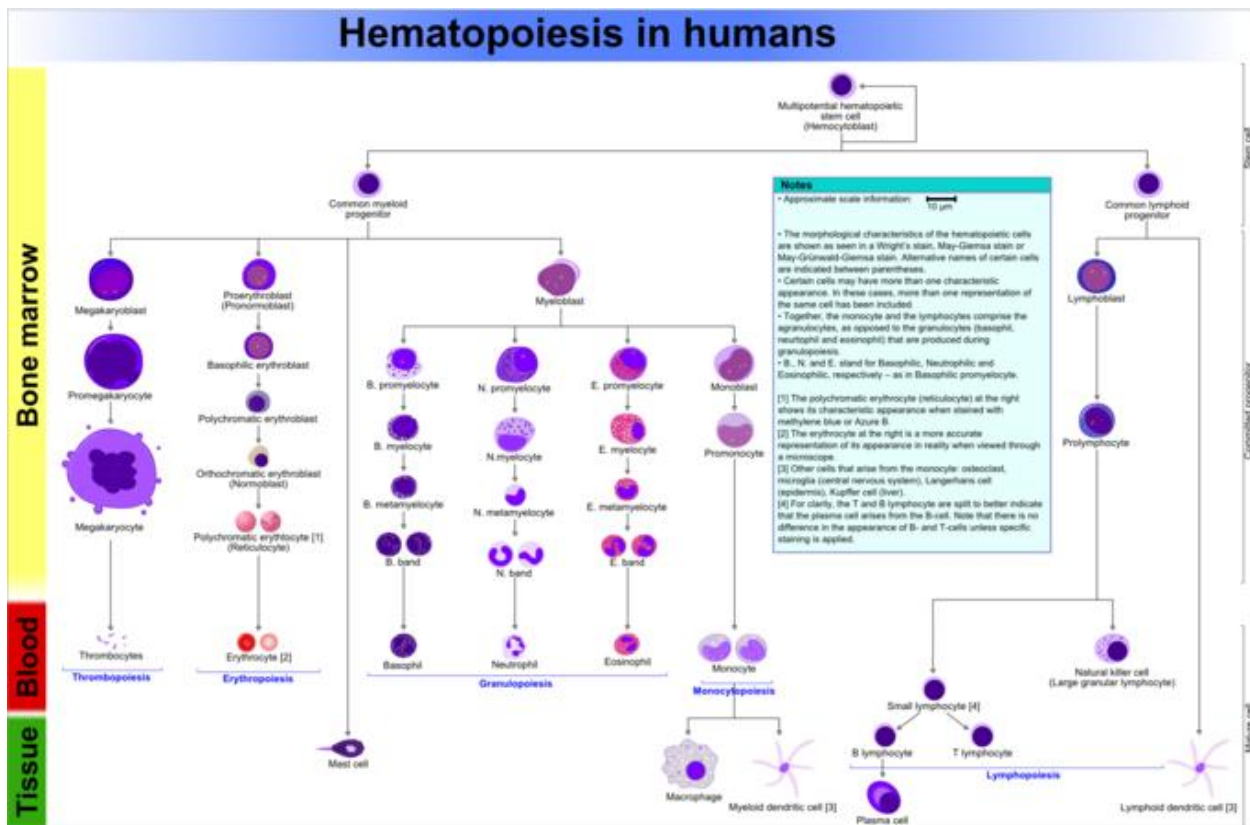 Hematopoiesis in humans
Bone marrow
Blood
Tissue
Multipotential hematopoietic
stem cell
(Hemocytoblast)
Stem cell
Common myeloid
progenitor
Common lymphoid
progenitor
Notes
• Approximate scale information:
10 µm
• The morphological characteristics of the hematopoietic cells
are shown as seen in a Wright's stain, May-Giemsa stain or
May-Grünwald-Giemsa stain. Alternative names of certain cells
are indicated between parentheses.
• Certain cells may have more than one characteristic
appearance. In these cases, more than one representation of
the same cell has been included.
• Together, the monocyte and the lymphocytes comprise the
agranulocytes, as opposed to the granulocytes (basophil,
neurtophil and eosinophil) that are produced during
granulopoiesis.
• B., N. and E. stand for Basophilic, Neutrophilic and
Eosinophilic, respectively – as in Basophilic promyelocyte.
[1] The polychromatic erythrocyte (reticulocyte) at the right
shows its characteristic appearance when stained with
methylene blue or Azure B.
[2] The erythrocyte at the right is a more accurate
representation of its appearance in reality when viewed through
a microscope.
[3] Other cells that arise from the monocyte: osteoclast,
microglia (central nervous system), Langerhans cell
(epidermis), Kupffer cell (liver).
[4] For clarity, the T and B lymphocyte are split to better indicate
that the plasma cell arises from the B-cell. Note that there is no
difference in the appearance of B- and T-cells unless specific
staining is applied.
Megakaryoblast
Promegakaryocyte
Megakaryocyte
Thrombocytes
Thrombopoiesis
Proerythroblast
(Pronormoblast)
Basophilic erythroblast
Polychromatic erythroblast
Orthochromatic erythroblast
(Normoblast)
Polychromatic erythtocyte [1]
(Reticulocyte)
Erythrocyte [2]
Erythropoiesis
Mast cell
Myeloblast
B. promyelocyte
B. myelocyte
B. metamyelocyte
B. band
Basophil
N. promyelocyte
N.myelocyte
N. metamyelocyte
N. band
Neutrophil
E. promyelocyte
E. myelocyte
E. metamyelocyte
E. band
Eosinophil
Granulopoiesis
Monoblast
Promonocyte
Monocyte
Monocytopoiesis
Macrophage
Myeloid dendritic cell [3]
Lymphoblast
Prolymphocyte
Natural killer cell
(Large granular lymphocyte)
Small lymphocyte [4]
B lymphocyte
T lymphocyte
Lymphopoiesis
Plasma cell
Lymphoid dendritic cell [3]